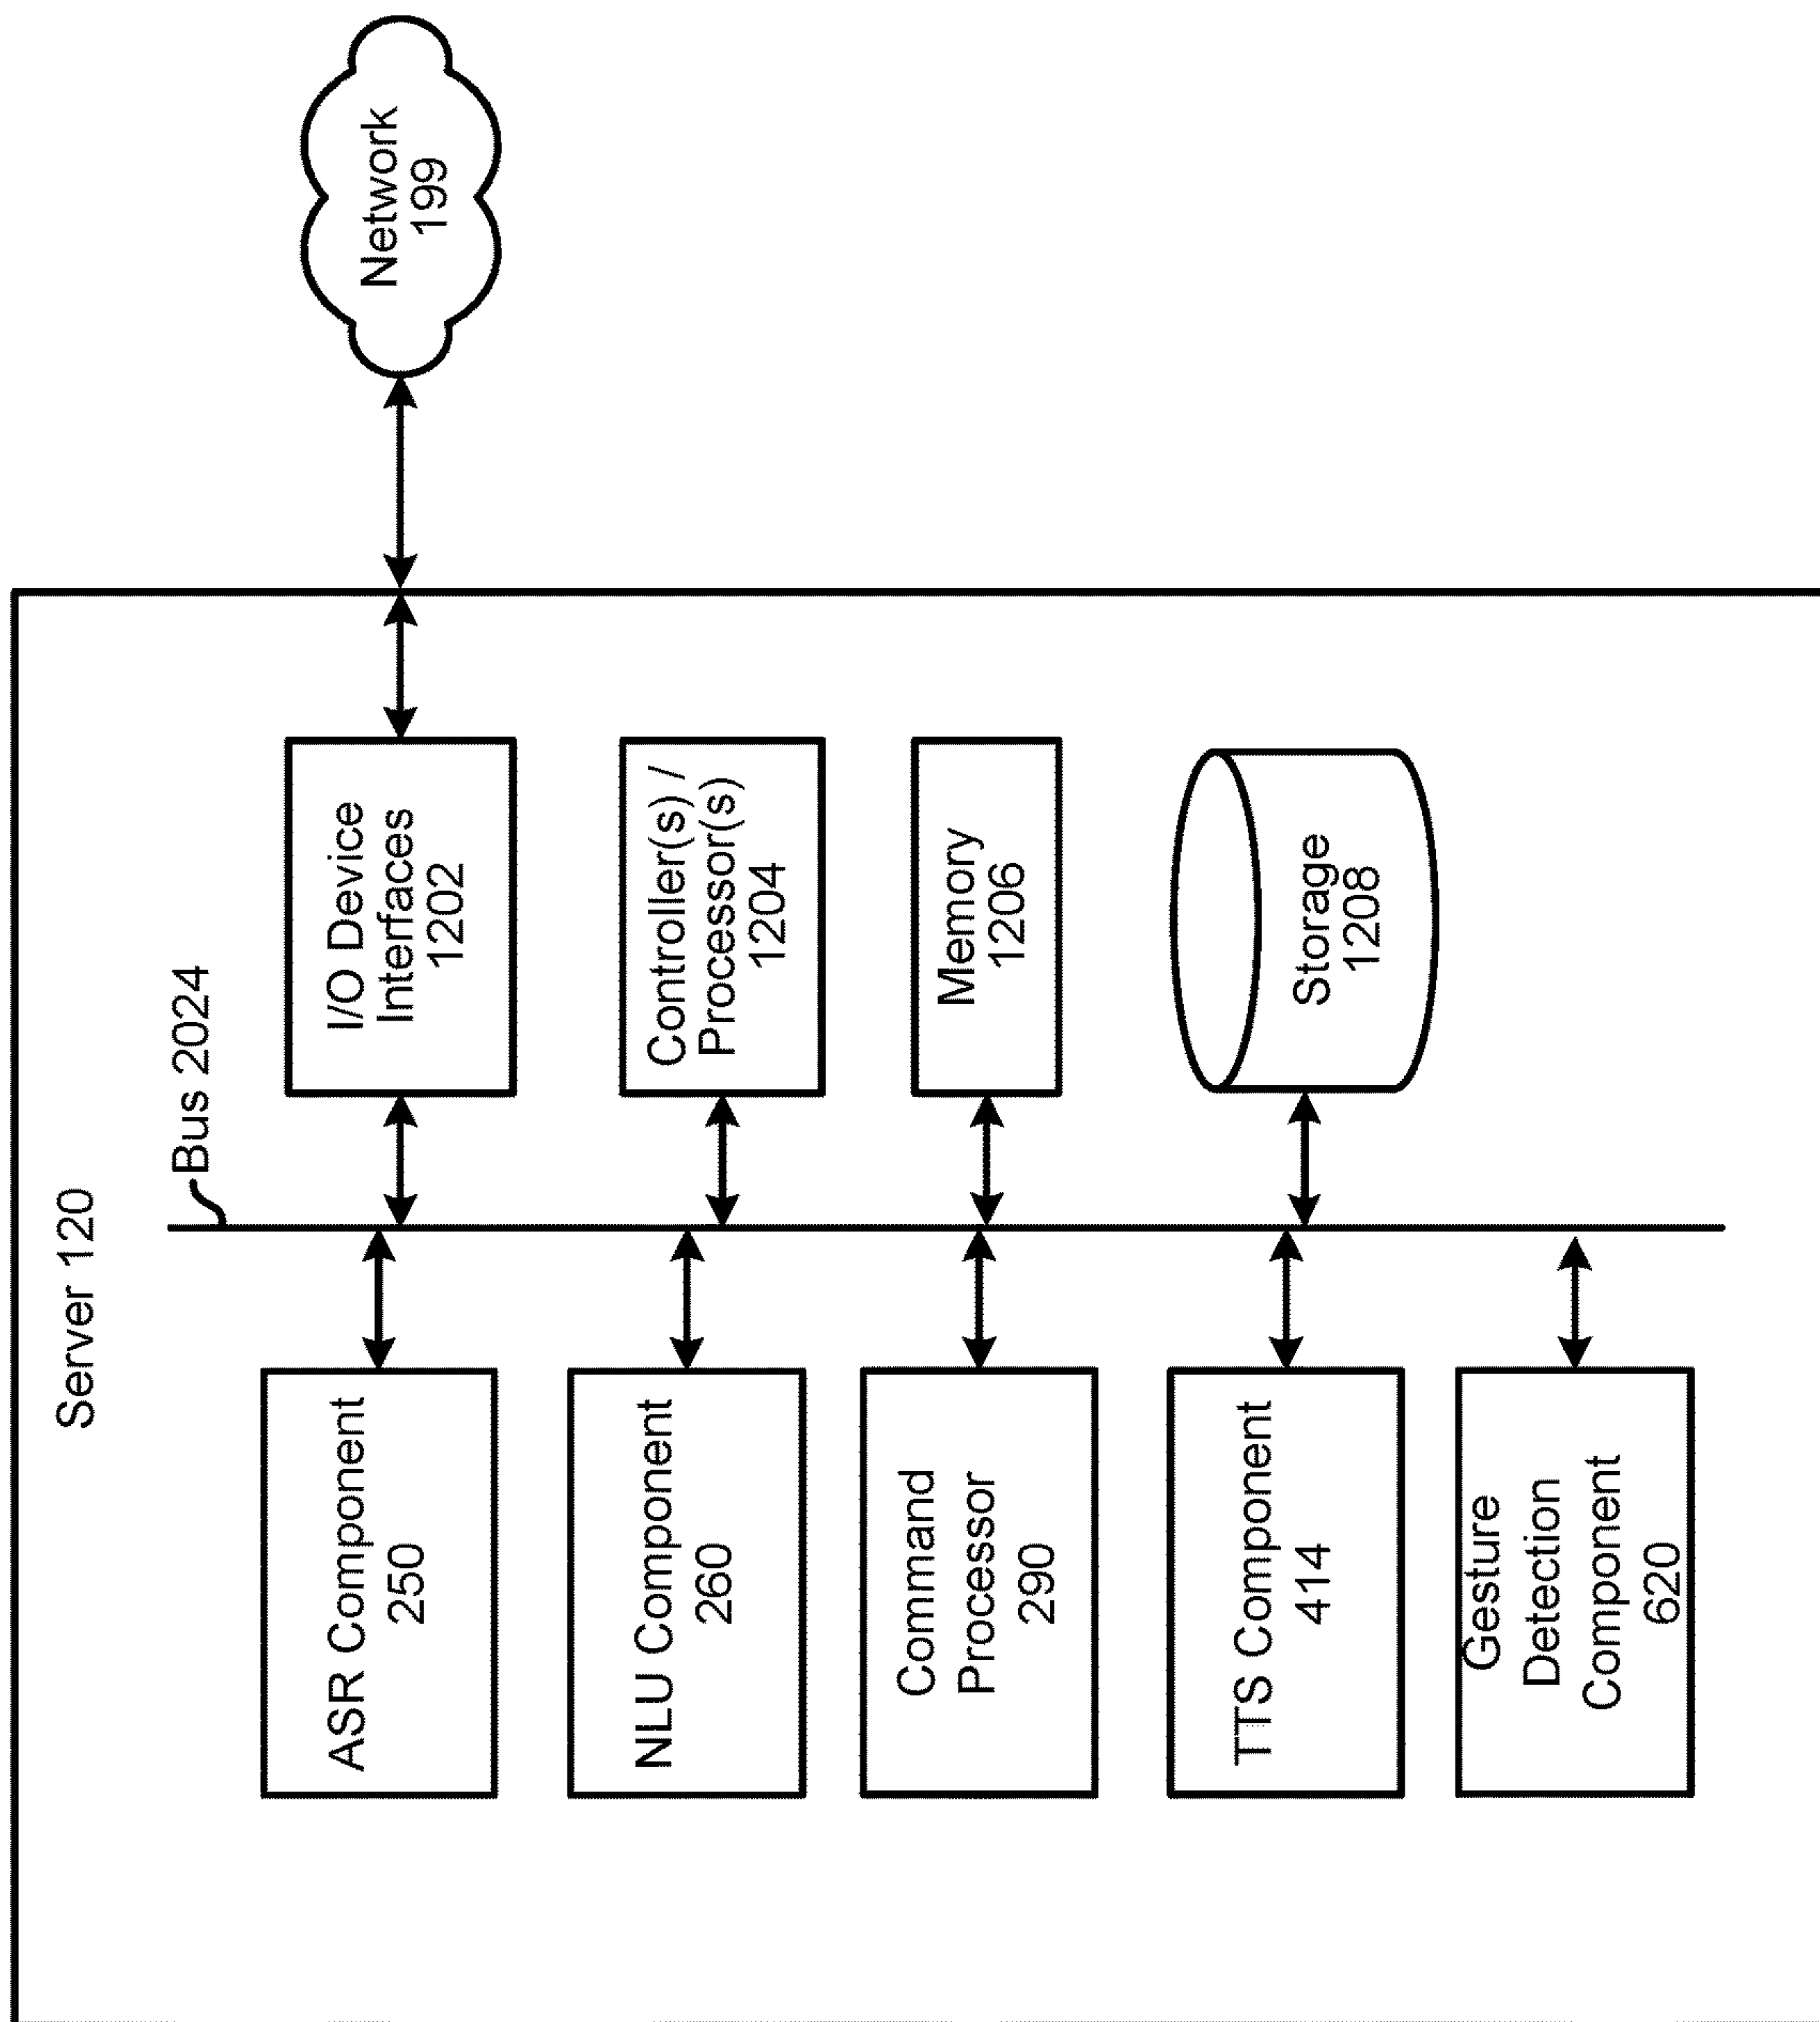 Server 120
Bus 2024
ASR Component
250
NLU Component
260
Command
Processor
290
TTS Component
414
Gesture
Detection
Component
620
I/O Device
Interfaces
1202
Controller(s) /
Processor(s)
1204
Memory
1206
Storage
1208
Network
199